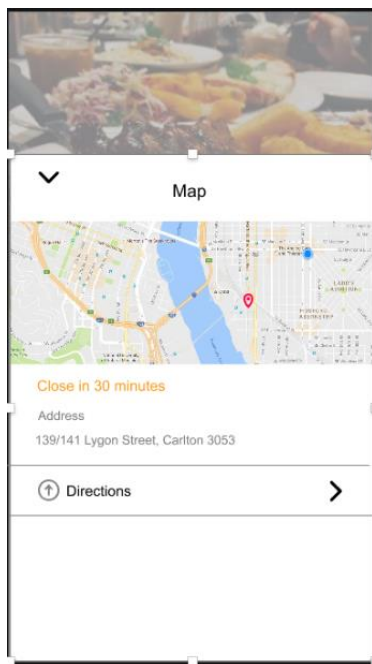 Map
Close in 30 minutes
Address
139/141 Lygon Street, Carlton 3053
Directions